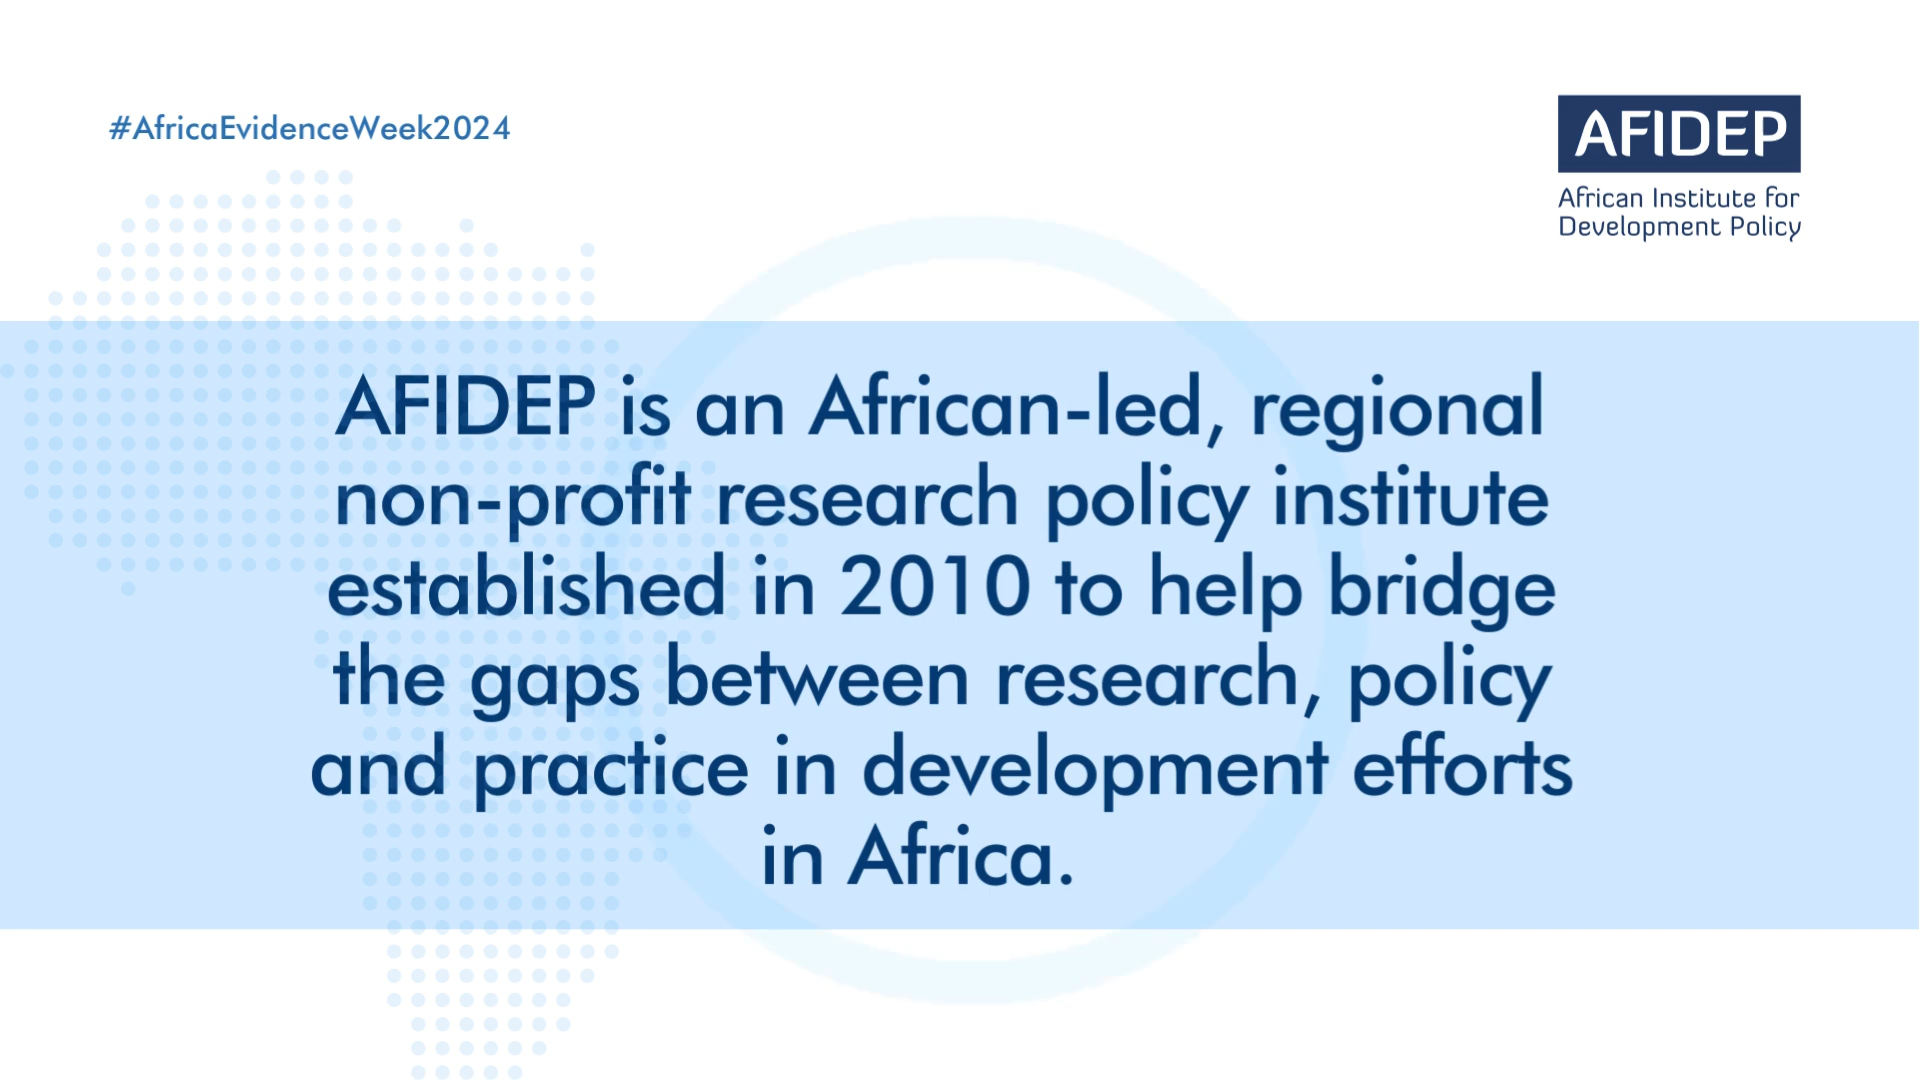 #AfricaEvidenceWeek2024
AFIDEP
African Institute for
Development Policy
AFIDEP is an African-led, regional
non-profit research policy institute
established in 2010 to help bridge
the gaps between research, policy
and practice in development efforts
in Africa.